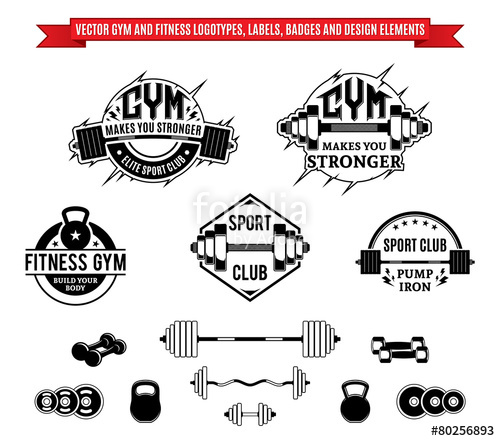 VECTOR GYM AND FITNESS LOGOTYPES, LABELS, BADGES AND DESIGN ELEMENTS
GYM
MAKES YOU STRONGER
ELITE SPORT CLUB
GYM
MAKES YOU
STRONGER
FITNESS GYM
BUILD YOUR
BODY
SPORT
CLUB
fotolia
SPORT CLUB
PUMP
IRON
#80256893